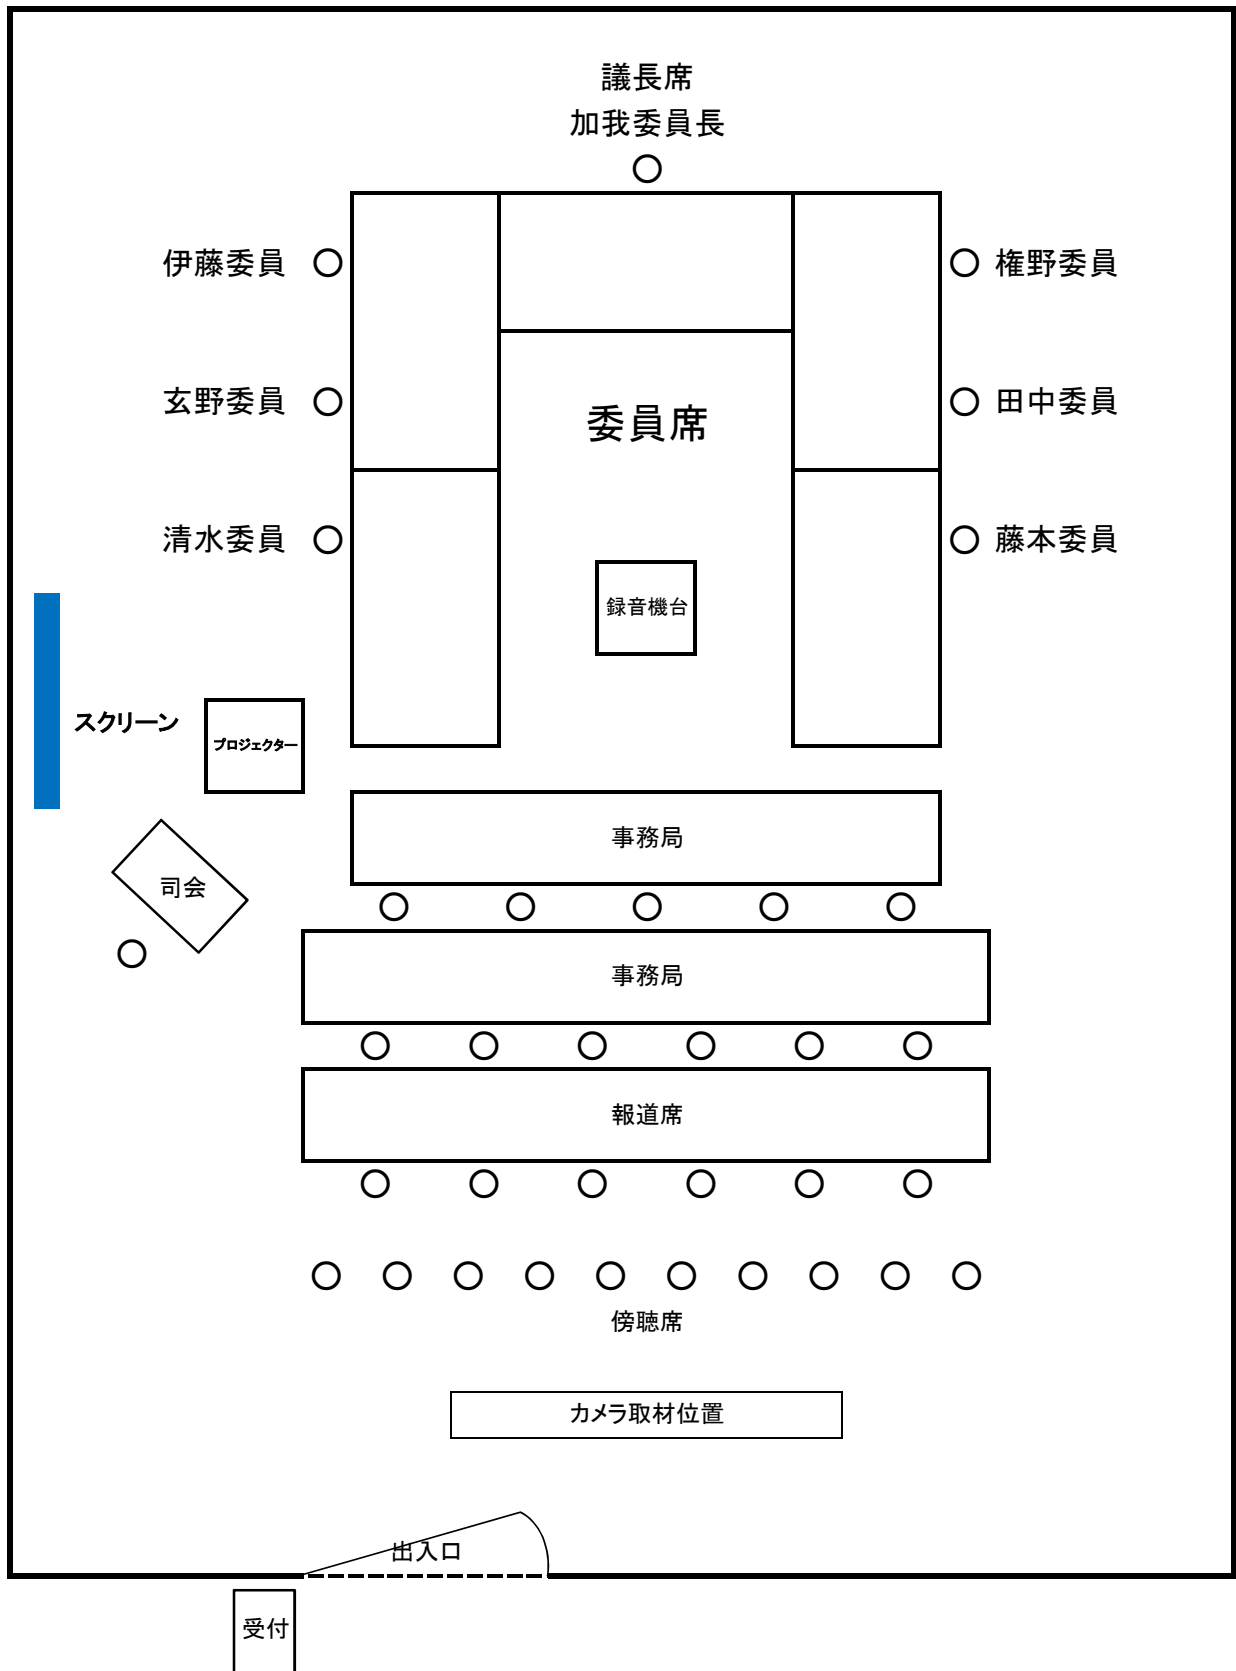 議長席
加我委員長
伊藤委員
権野委員
玄野委員
委員席
田中委員
清水委員
藤本委員
録音機台
スクリーン
プロジェクター
事務局
司会
事務局
報道席
傍聴席
カメラ取材位置
出入口
受付